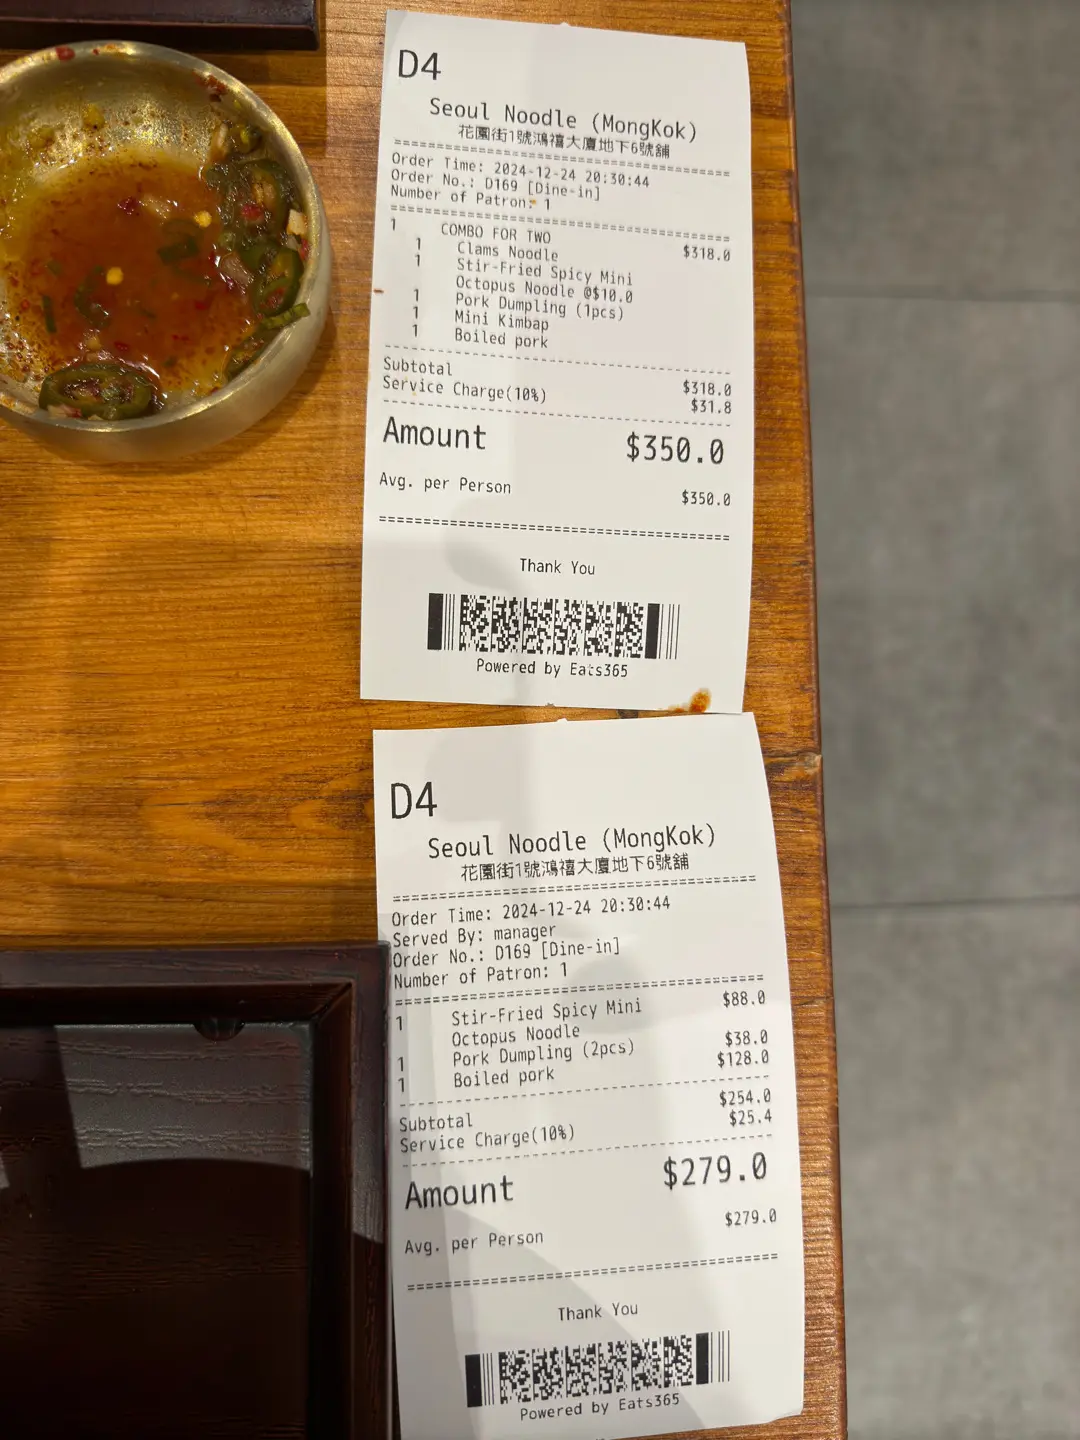 D4
Seoul Noodle (MongKok)
花園街1號鴻禧大廈地下6號舖
Order Time: 2024-12-24 20:30:44
Order No.: D169 [Dine-in]
Number of Patron: 1
1 COMBO FOR TWO $318.0
1 Clams Noodle
1 Stir-Fried Spicy Mini
Octopus Noodle @$10.0
1 Pork Dumpling (1pcs)
1 Mini Kimbap
1 Boiled pork
Subtotal $318.0
Service Charge(10%) $31.8
Amount $350.0
Avg. per Person $350.0
Thank You
Powered by Eats365
D4
Seoul Noodle (MongKok)
花園街1號鴻禧大廈地下6號舖
Order Time: 2024-12-24 20:30:44
Served By: manager
Order No.: D169 [Dine-in]
Number of Patron: 1
1 Stir-Fried Spicy Mini $88.0
Octopus Noodle
1 Pork Dumpling (2pcs) $38.0
1 Boiled pork $128.0
Subtotal $254.0
Service Charge(10%) $25.4
Amount $279.0
Avg. per Person $279.0
Thank You
Powered by Eats365